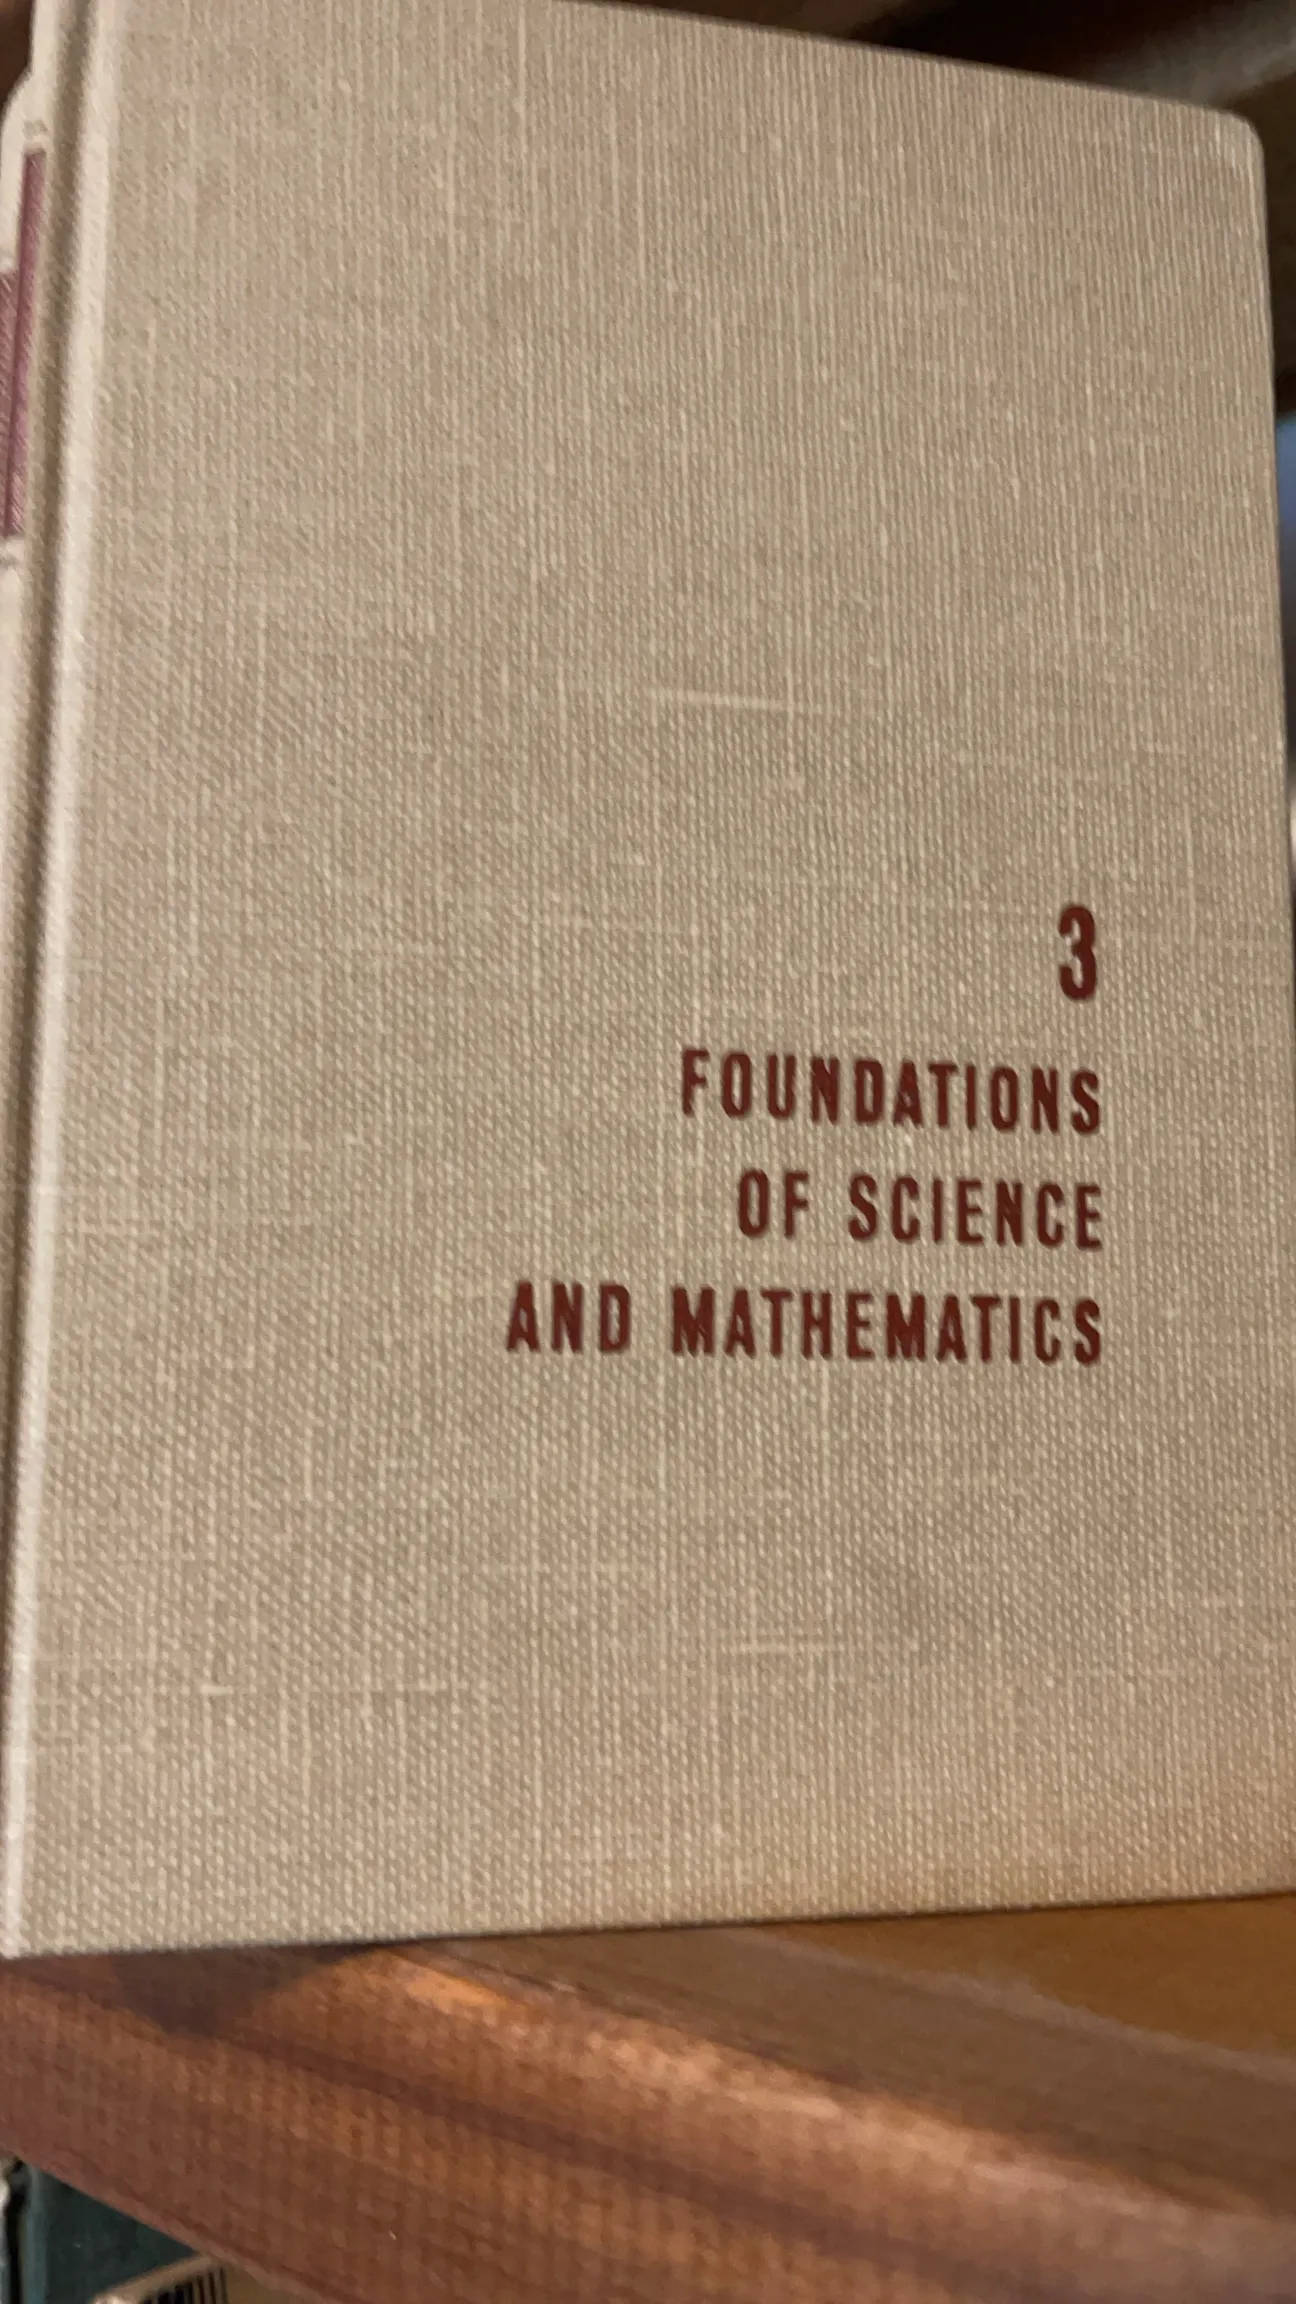 3
FOUNDATIONS
OF SCIENCE
AND MATHEMATICS